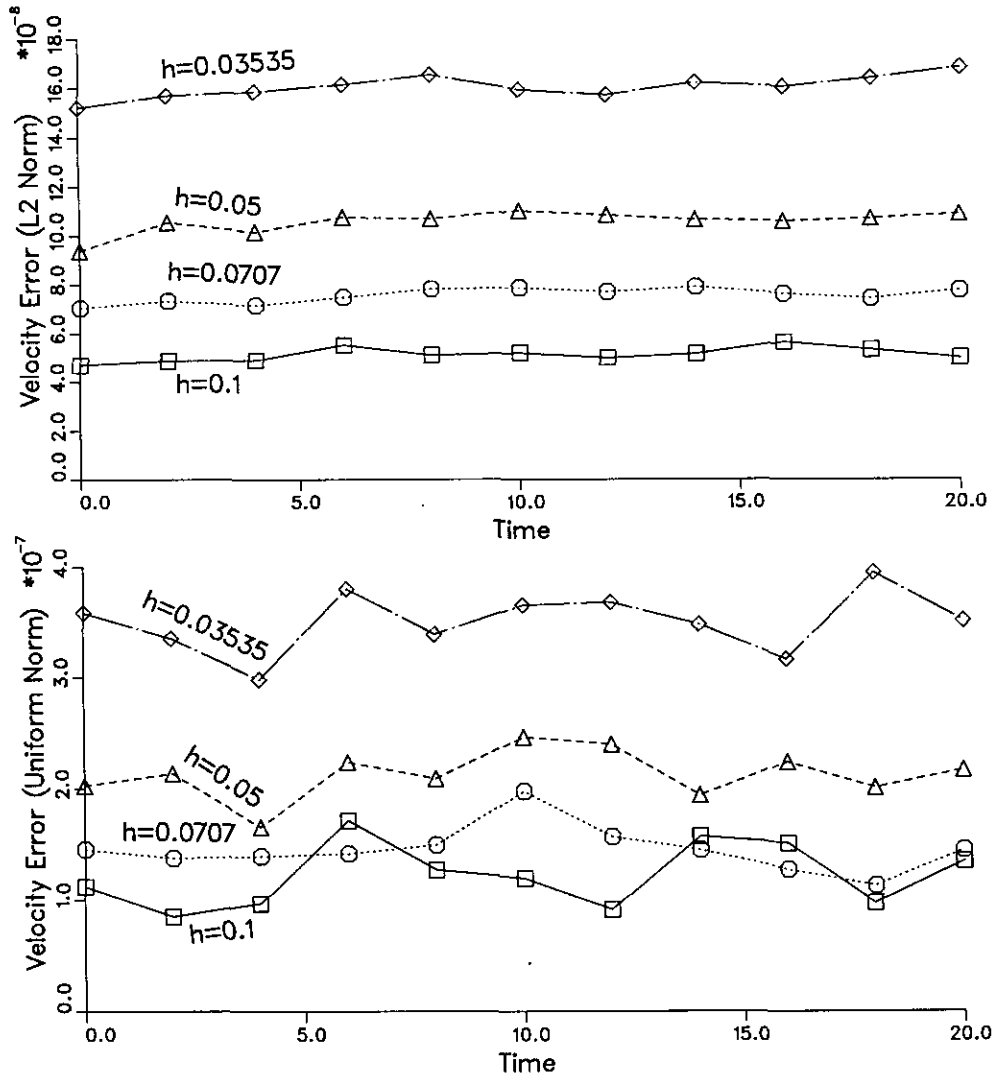 *10⁻⁸
18.0
16.0
14.0
12.0
10.0
8.0
6.0
4.0
2.0
0.0
Velocity Error (L2 Norm)
h=0.03535
h=0.05
h=0.0707
h=0.1
0.0 5.0 10.0 15.0 20.0
Time
*10⁻⁷
4.0
3.0
2.0
1.0
0.0
Velocity Error (Uniform Norm)
h=0.03535
h=0.05
h=0.0707
h=0.1
0.0 5.0 10.0 15.0 20.0
Time